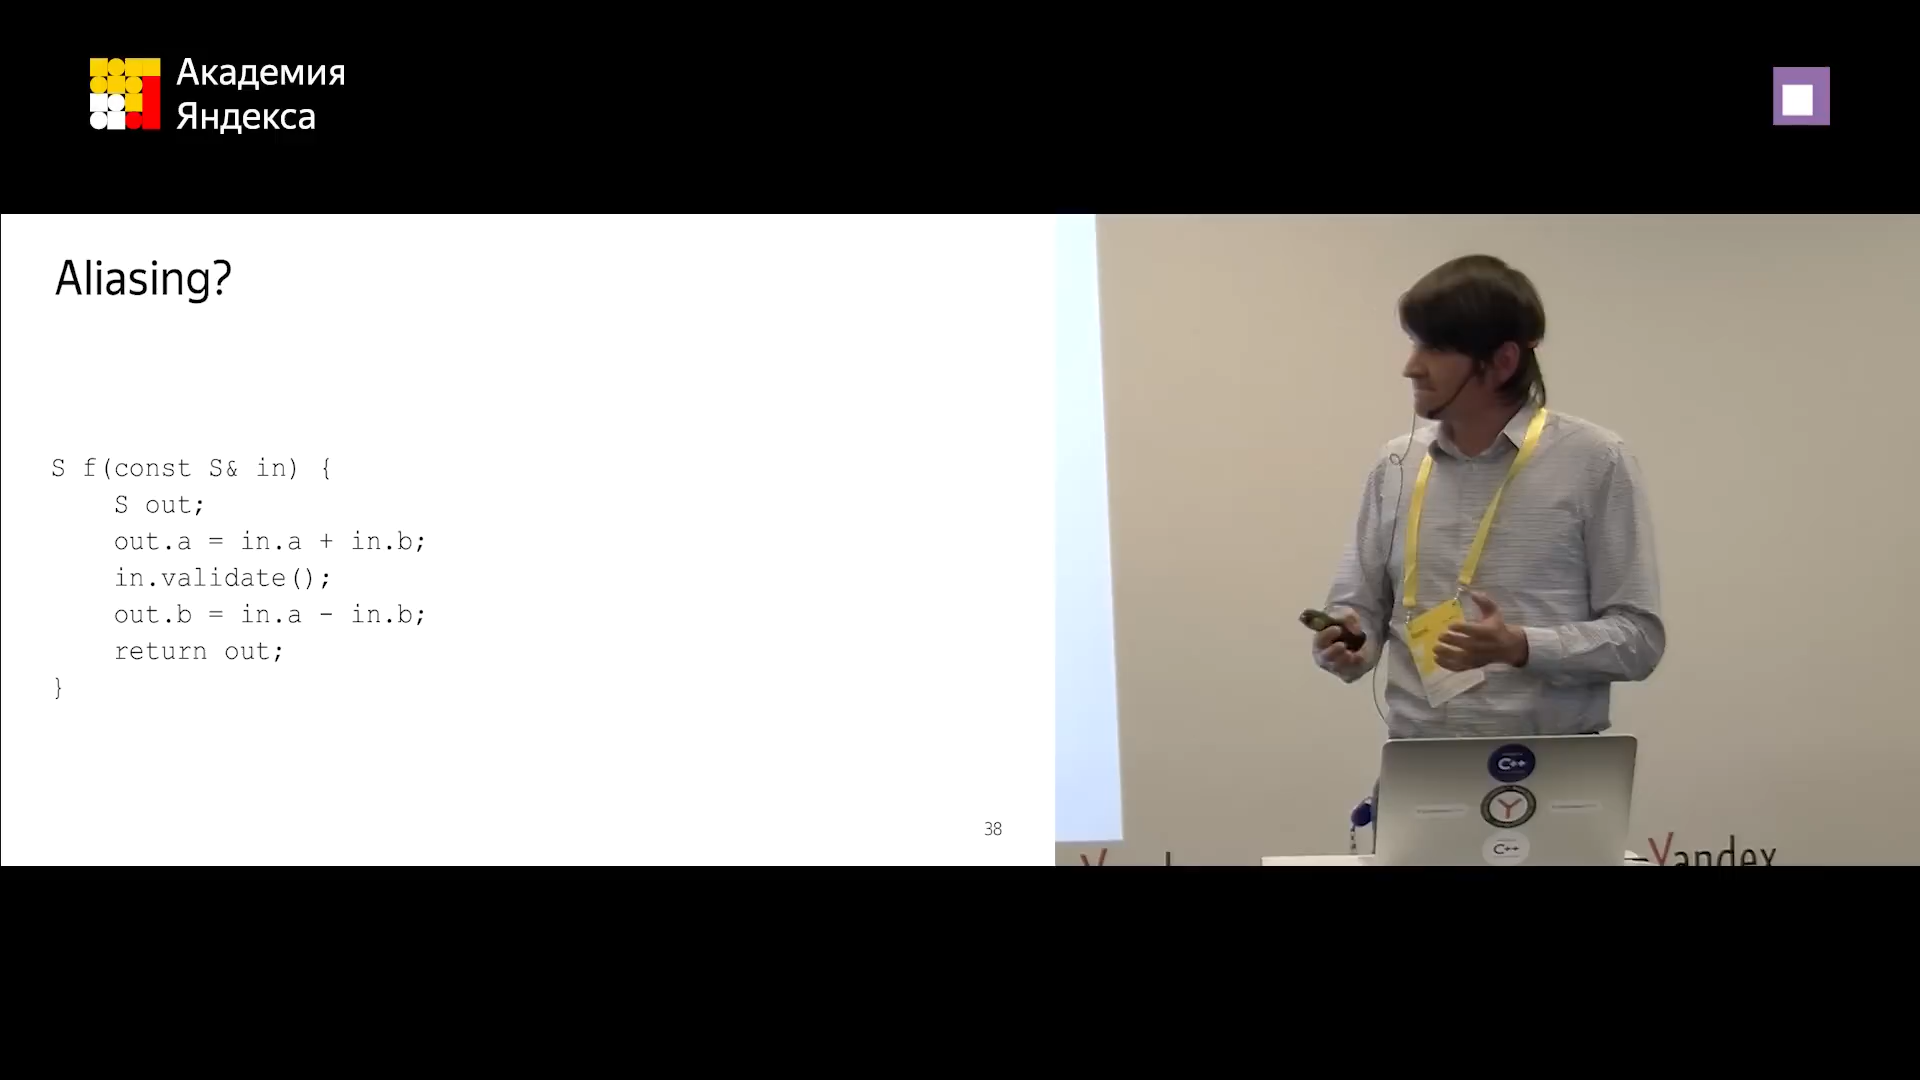 Академия
Яндекса
Aliasing?
S f(const S& in) {
S out;
out.a = in.a + in.b;
in.validate();
out.b = in.a - in.b;
return out;
}
38
C++
Y
C++
Yandex